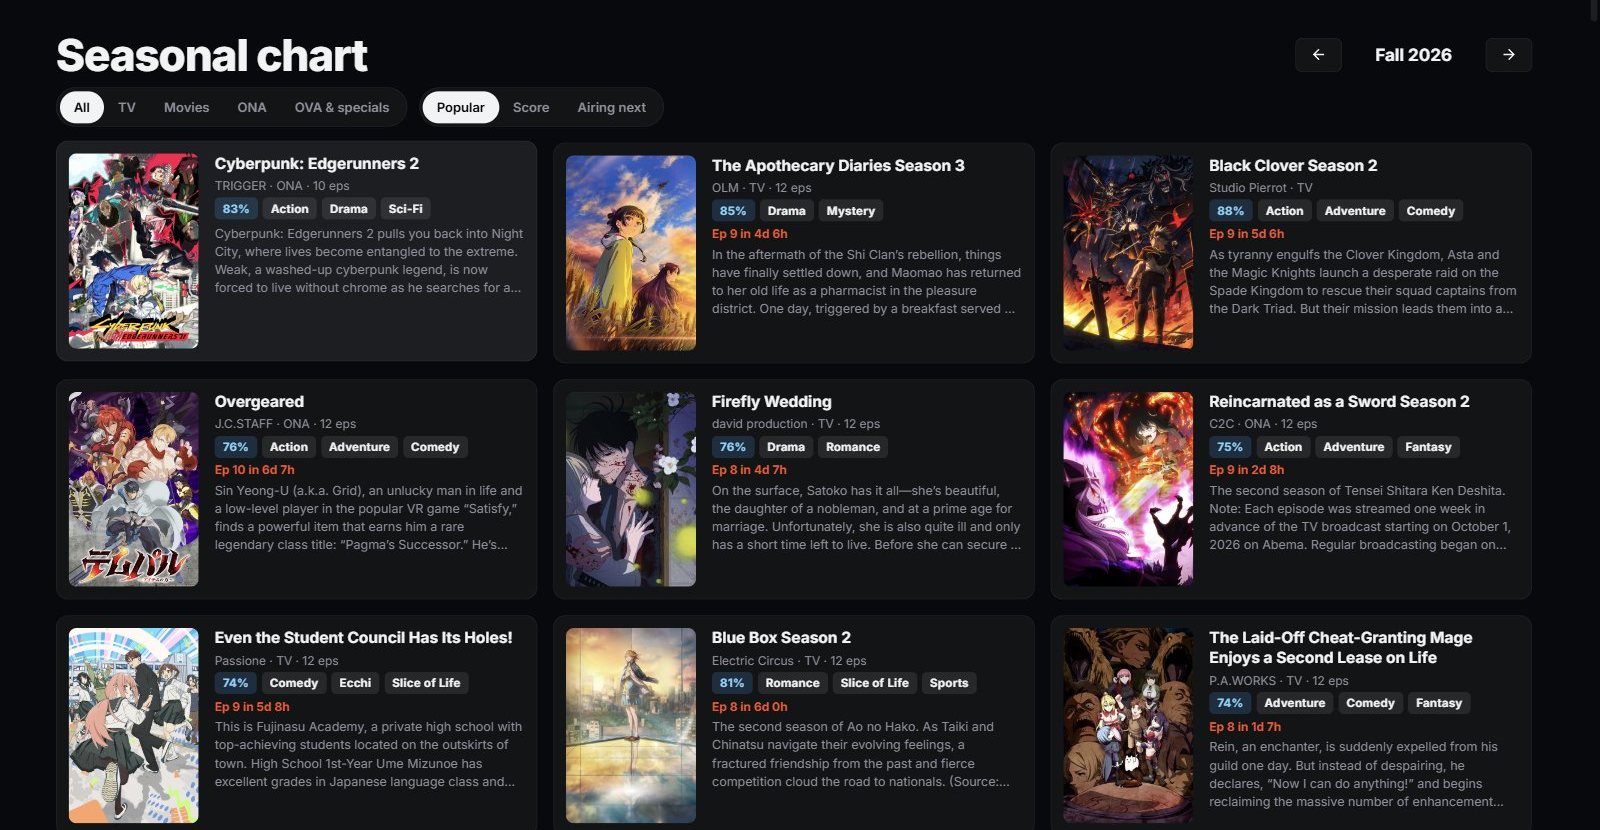 Seasonal chart
Fall 2026
All
TV
Movies
ONA
OVA & specials
Popular
Score
Airing next
Cyberpunk: Edgerunners 2
TRIGGER · ONA · 10 eps
83%
Action
Drama
Sci-Fi
Cyberpunk: Edgerunners 2 pulls you back into Night
City, where lives become entangled to the extreme.
Weak, a washed-up cyberpunk legend, is now
forced to live without chrome as he searches for a...
The Apothecary Diaries Season 3
OLM · TV · 12 eps
85%
Drama
Mystery
Ep 9 in 4d 6h
In the aftermath of the Shi Clan's rebellion, things
have finally settled down, and Maomao has returned
to her old life as a pharmacist in the pleasure
district. One day, triggered by a breakfast served ...
Black Clover Season 2
Studio Pierrot · TV
88%
Action
Adventure
Comedy
Ep 9 in 5d 6h
As tyranny engulfs the Clover Kingdom, Asta and
the Magic Knights launch a desperate raid on the
Spade Kingdom to rescue their squad captains from
the Dark Triad. But their mission leads them into a...
Overgeared
J.C.STAFF · ONA · 12 eps
76%
Action
Adventure
Comedy
Ep 10 in 6d 7h
Sin Yeong-U (a.k.a. Grid), an unlucky man in life and
a low-level player in the popular VR game “Satisfy,”
finds a powerful item that earns him a rare
legendary class title: “Pagma’s Successor.” He’s...
テムパル
Firefly Wedding
david production · TV · 12 eps
76%
Drama
Romance
Ep 8 in 4d 7h
On the surface, Satoko has it all—she’s beautiful,
the daughter of a nobleman, and at a prime age for
marriage. Unfortunately, she is also quite ill and only
has a short time left to live. Before she can secure ...
Reincarnated as a Sword Season 2
C2C · ONA · 12 eps
75%
Action
Adventure
Fantasy
Ep 9 in 2d 8h
The second season of Tensei Shitara Ken Deshita.
Note: Each episode was streamed one week in
advance of the TV broadcast starting on October 1,
2026 on Abema. Regular broadcasting began on...
Even the Student Council Has Its Holes!
Passione · TV · 12 eps
74%
Comedy
Ecchi
Slice of Life
Ep 9 in 5d 8h
This is Fujinasu Academy, a private high school with
top-achieving students located on the outskirts of
town. High School 1st-Year Ume Mizunoe has
excellent grades in Japanese language class and...
Blue Box Season 2
Electric Circus · TV · 12 eps
81%
Romance
Slice of Life
Sports
Ep 8 in 6d 0h
The second season of Ao no Hako. As Taiki and
Chinatsu navigate their evolving feelings, a
fractured friendship from the past and fierce
competition cloud the road to nationals. (Source:...
The Laid-Off Cheat-Granting Mage
Enjoys a Second Lease on Life
P.A.WORKS · TV · 12 eps
74%
Adventure
Comedy
Fantasy
Ep 8 in 1d 7h
Rein, an enchanter, is suddenly expelled from his
guild one day. But instead of despairing, he
declares, “Now I can do anything!” and begins
reclaiming the massive number of enhancement...